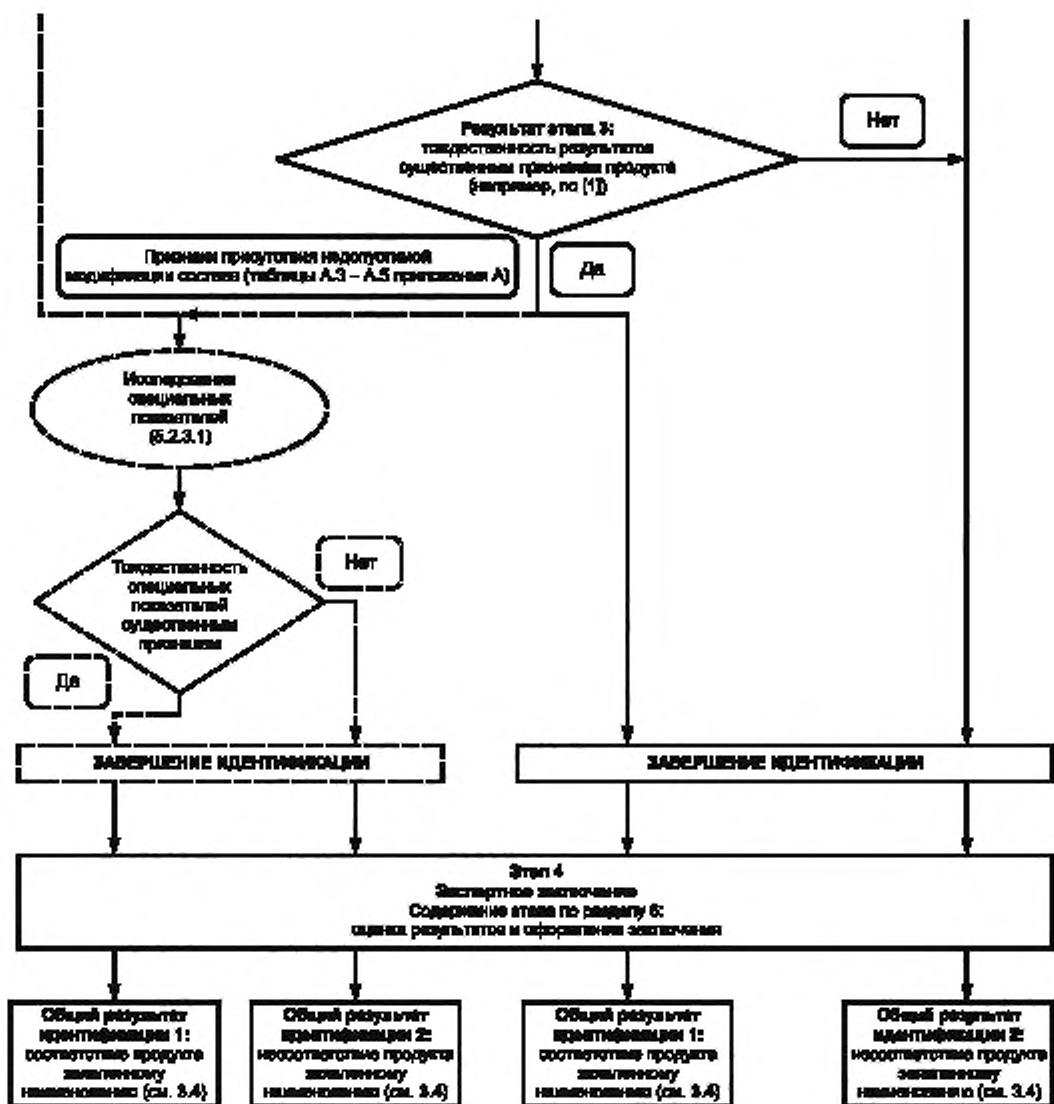 Результат этапа 3:
тождественность результатов
существенным признакам продукта
(например, по [1])
Нет
Признаки присутствия недопустимой
модификации состава (таблицы А.3 – А.5 приложения А)
Да
Исследование
специальных
показателей
(5.2.3.1)
Тождественность
специальных
показателей
существенным
признакам
Нет
Да
ЗАВЕРШЕНИЕ ИДЕНТИФИКАЦИИ
ЗАВЕРШЕНИЕ ИДЕНТИФИКАЦИИ
Этап 4
Экспертное заключение
Содержание этапа по разделу 6:
оценка результатов и оформление заключения
Общий результат
идентификации 1:
соответствие продукта
заявленному
наименованию (см. 3.4)
Общий результат
идентификации 2:
несоответствие продукта
заявленному
наименованию (см. 3.4)
Общий результат
идентификации 1:
соответствие продукта
заявленному
наименованию (см. 3.4)
Общий результат
идентификации 2:
несоответствие продукта
заявленному
наименованию (см. 3.4)